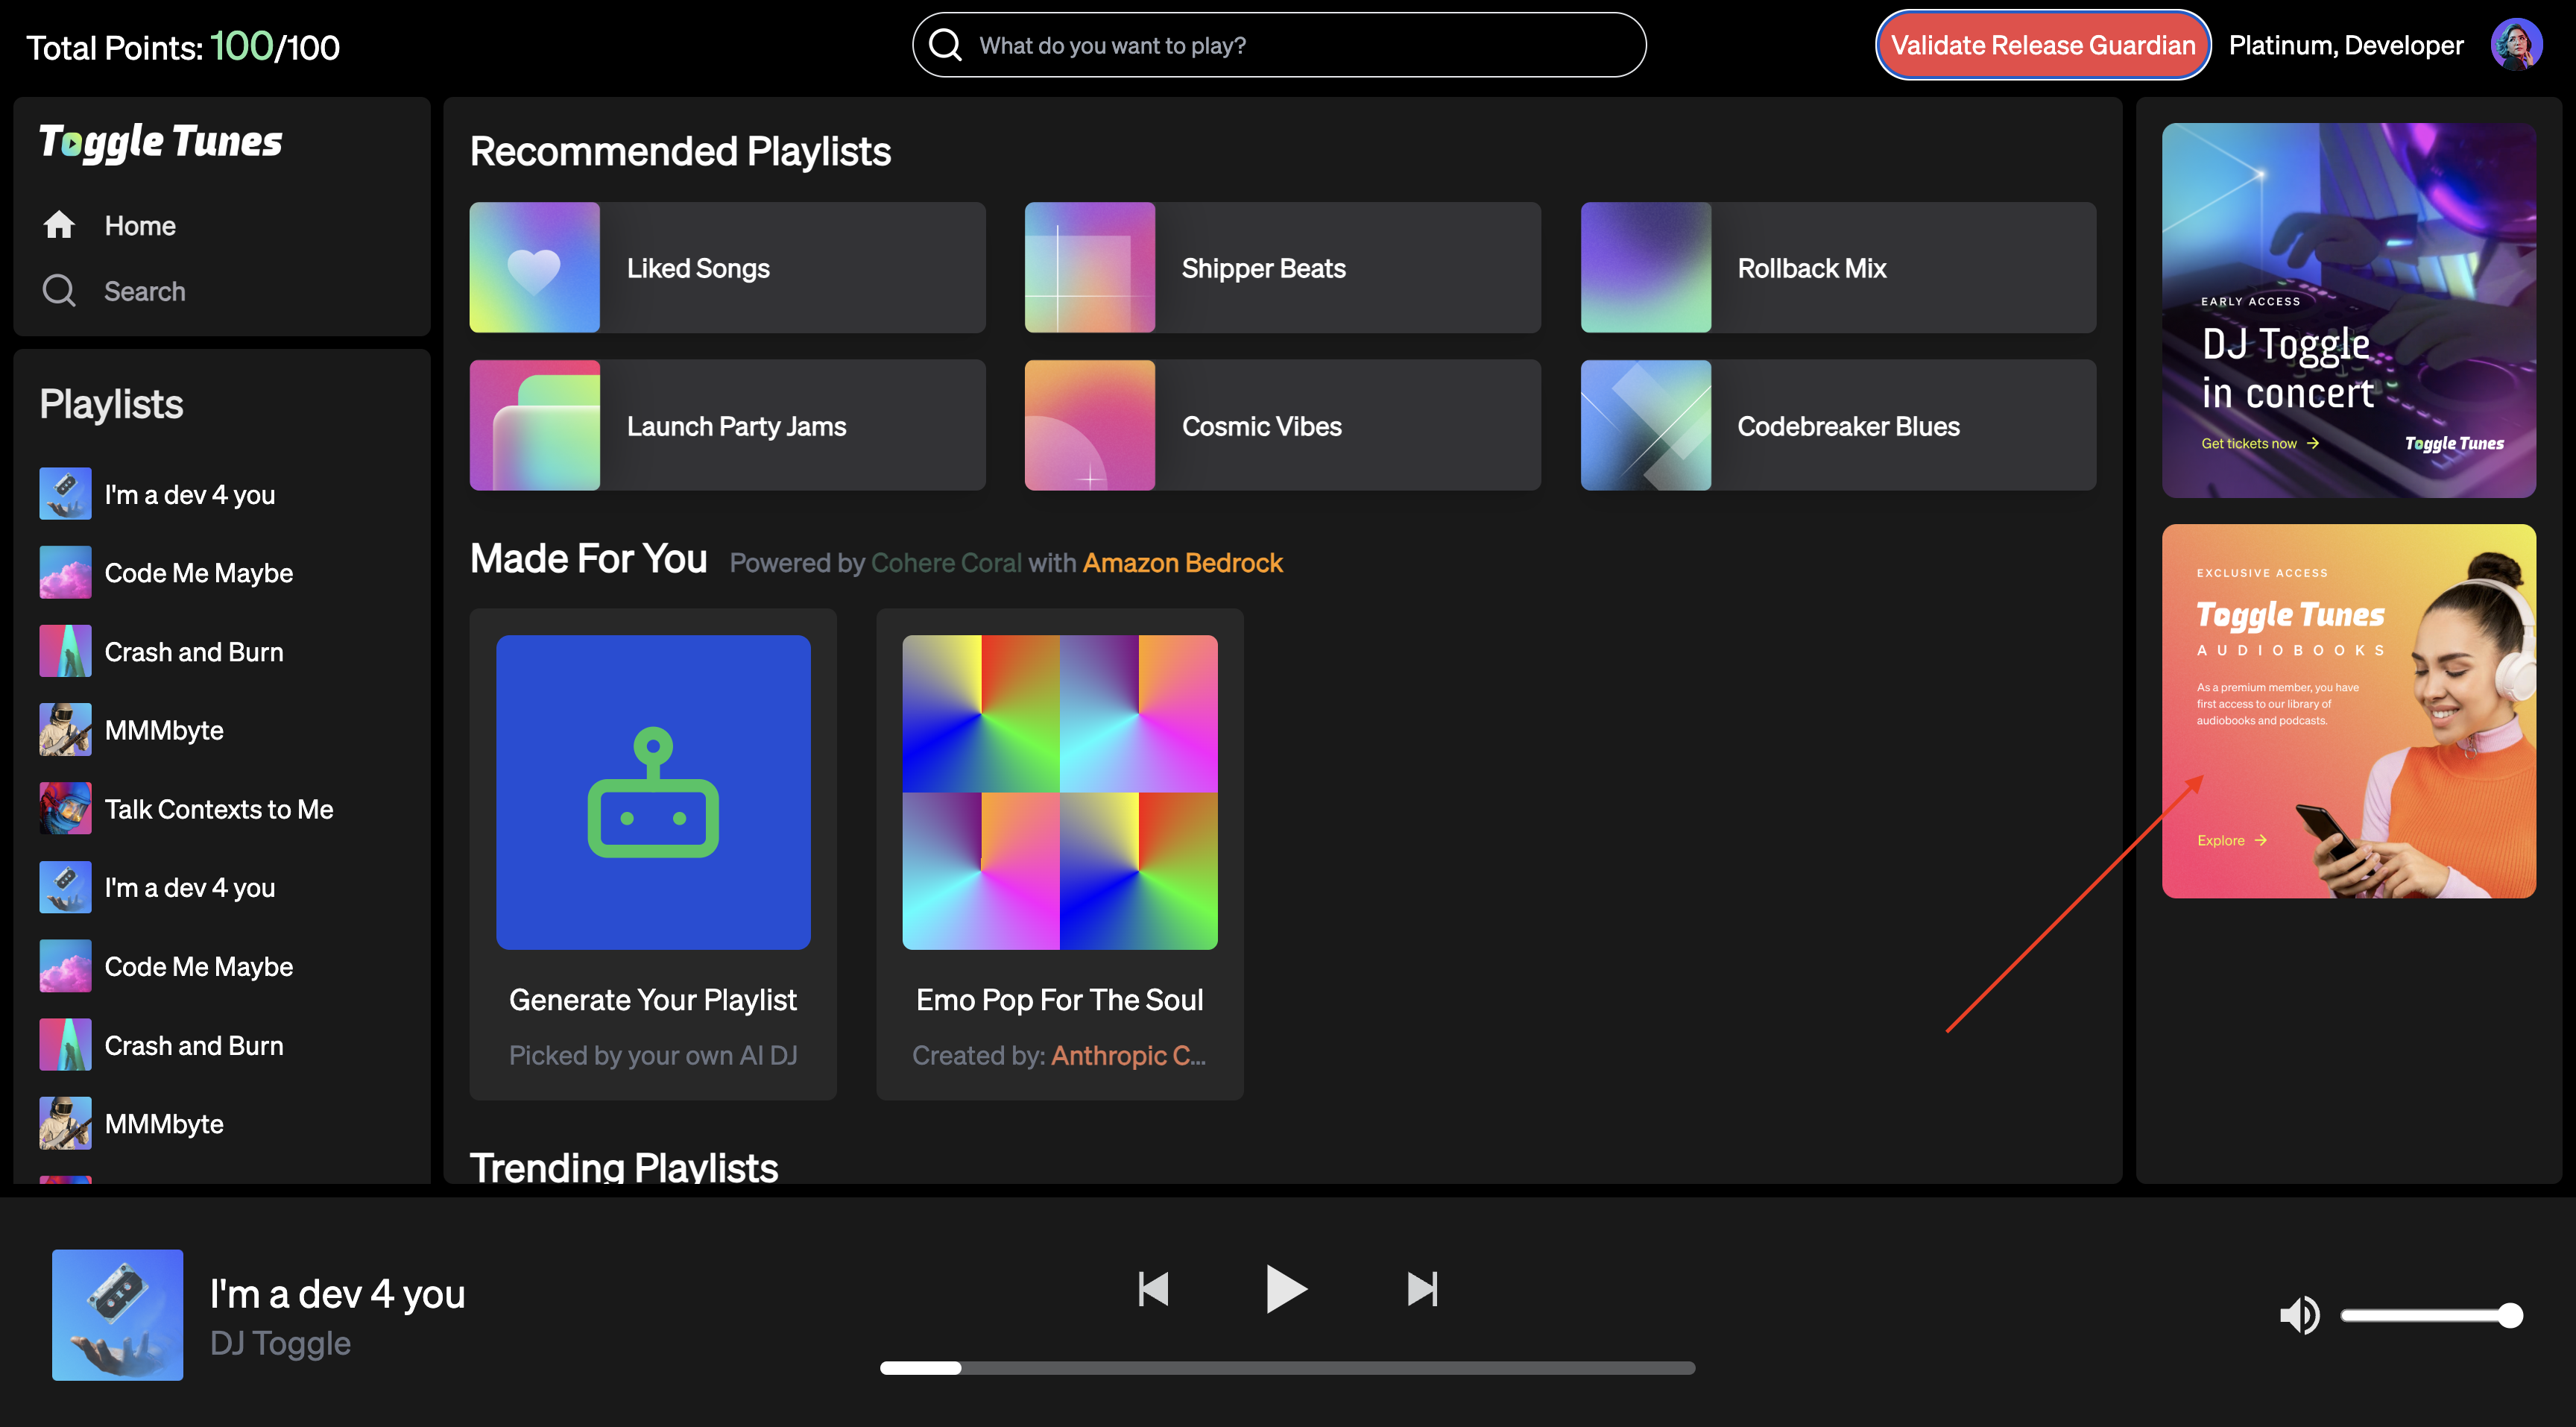 Total Points: 100/100
What do you want to play?
Validate Release Guardian
Platinum, Developer
Toggle Tunes
Home
Search
Playlists
I'm a dev 4 you
Code Me Maybe
Crash and Burn
MMMbyte
Talk Contexts to Me
I'm a dev 4 you
Code Me Maybe
Crash and Burn
MMMbyte
Recommended Playlists
Liked Songs
Shipper Beats
Rollback Mix
Launch Party Jams
Cosmic Vibes
Codebreaker Blues
Made For You Powered by Cohere Coral with Amazon Bedrock
Generate Your Playlist
Picked by your own AI DJ
Emo Pop For The Soul
Created by: Anthropic C...
Trending Playlists
EARLY ACCESS
DJ Toggle
in concert
Get tickets now →
Toggle Tunes
EXCLUSIVE ACCESS
Toggle Tunes
AUDIOBOOKS
As a premium member, you have
first access to our library of
audiobooks and podcasts.
Explore →
I'm a dev 4 you
DJ Toggle